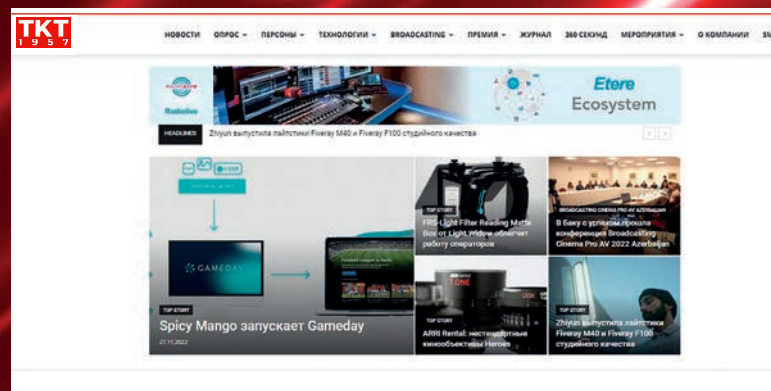 TKT
1957
НОВОСТИ ОПРОС ПЕРСОНЫ ТЕХНОЛОГИИ BROADCASTING ПРЕМИЯ ЖУРНАЛ 360 СЕКУНД МЕРОПРИЯТИЯ О КОМПАНИИ
Radiolive
Etere
Ecosystem
HEADLINES Zhiyun выпустила лайтстики Fiveray M40 и Fiveray F100 студийного качества
GAMEDAY
TOP STORY
Spicy Mango запускает Gameday
27.11.2022
TOP STORY
FRS-Light Filter Reading Matte
Box от Light Widow облегчит
работу операторов
BROADCASTING CINEMA PRO AV AZERBAIJAN
В Баку с успехом прошла
конференция Broadcasting
Cinema Pro AV 2022 Azerbaijan
TOP STORY
ARRI Rental: нестандартные
кинообъективы Heroes
TOP STORY
Zhiyun выпустила лайтстики
Fiveray M40 и Fiveray F100
студийного качества